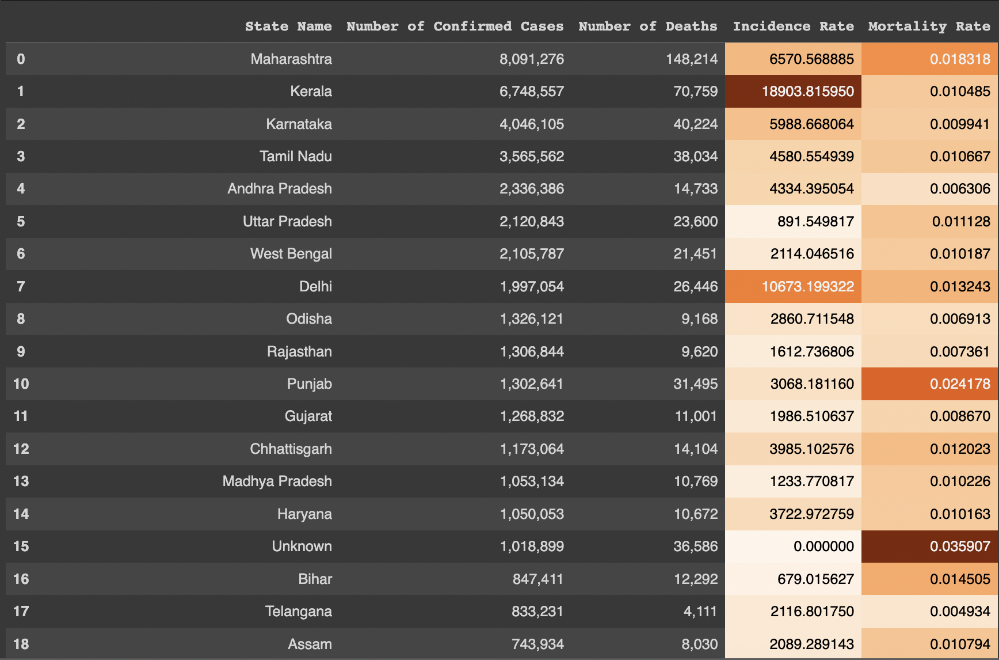 State Name Number of Confirmed Cases Number of Deaths Incidence Rate Mortality Rate
0 Maharashtra 8,091,276 148,214 6570.568885 0.018318
1 Kerala 6,748,557 70,759 18903.815950 0.010485
2 Karnataka 4,046,105 40,224 5988.668064 0.009941
3 Tamil Nadu 3,565,562 38,034 4580.554939 0.010667
4 Andhra Pradesh 2,336,386 14,733 4334.395054 0.006306
5 Uttar Pradesh 2,120,843 23,600 891.549817 0.011128
6 West Bengal 2,105,787 21,451 2114.046516 0.010187
7 Delhi 1,997,054 26,446 10673.199322 0.013243
8 Odisha 1,326,121 9,168 2860.711548 0.006913
9 Rajasthan 1,306,844 9,620 1612.736806 0.007361
10 Punjab 1,302,641 31,495 3068.181160 0.024178
11 Gujarat 1,268,832 11,001 1986.510637 0.008670
12 Chhattisgarh 1,173,064 14,104 3985.102576 0.012023
13 Madhya Pradesh 1,053,134 10,769 1233.770817 0.010226
14 Haryana 1,050,053 10,672 3722.972759 0.010163
15 Unknown 1,018,899 36,586 0.000000 0.035907
16 Bihar 847,411 12,292 679.015627 0.014505
17 Telangana 833,231 4,111 2116.801750 0.004934
18 Assam 743,934 8,030 2089.289143 0.010794